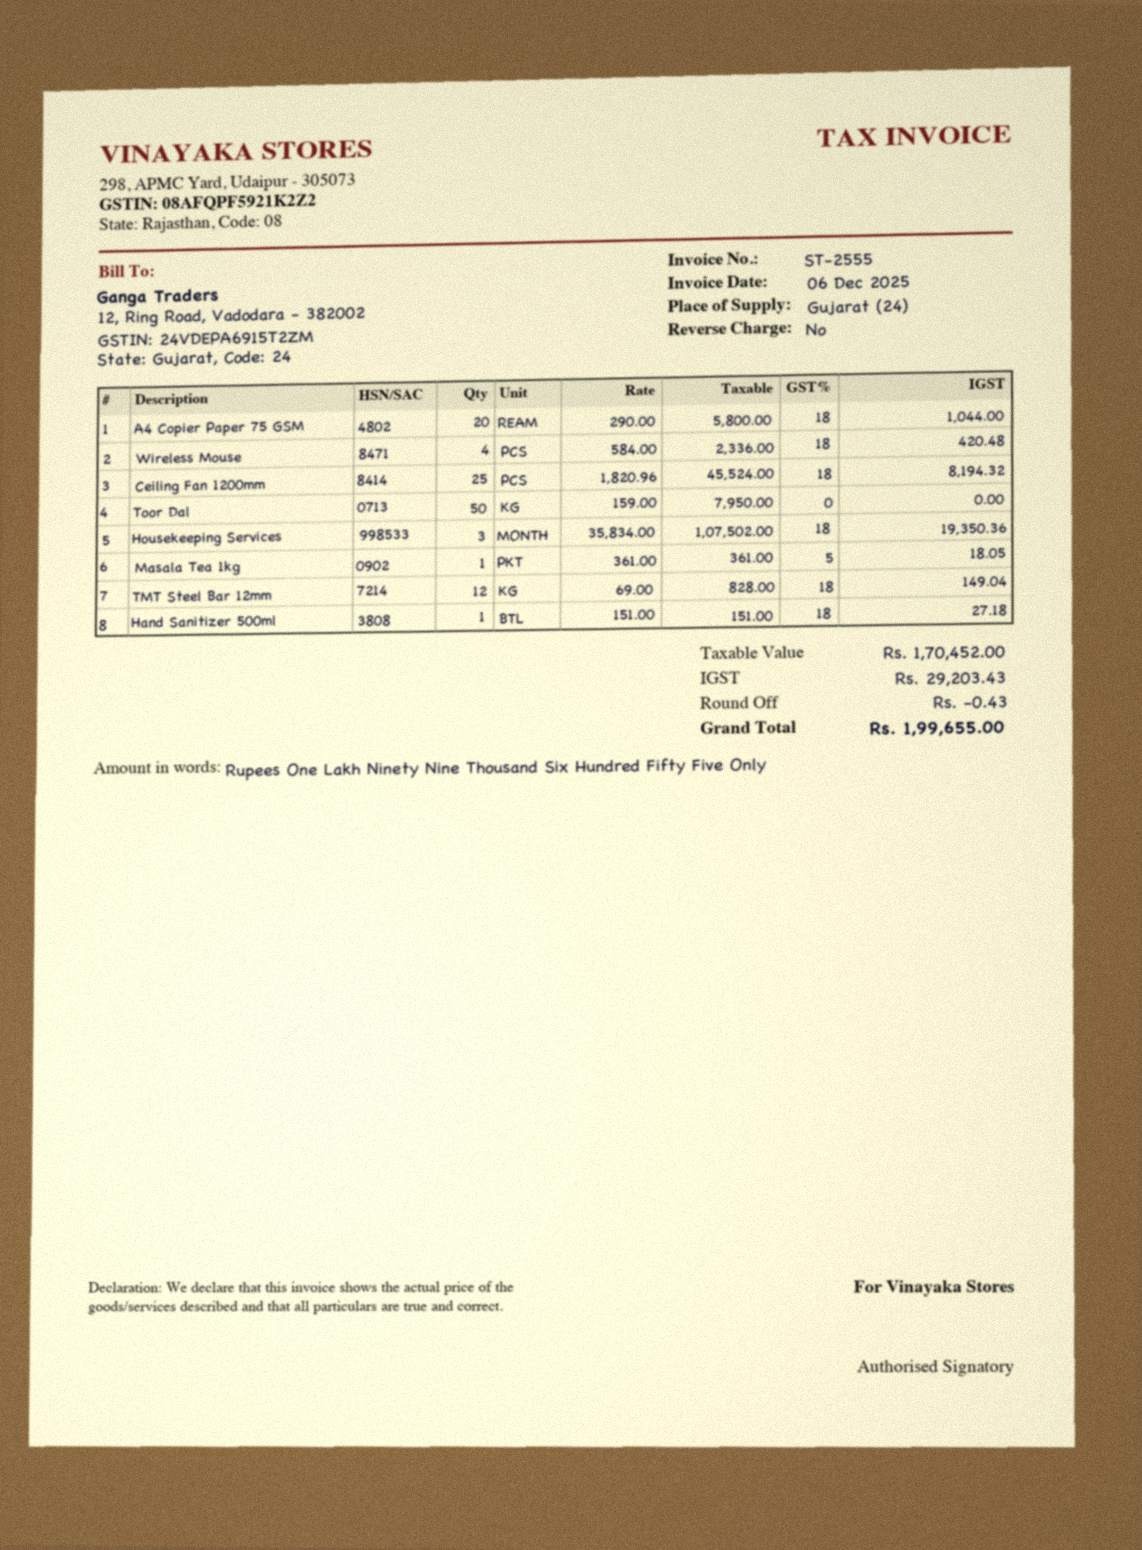 VINAYAKA STORES
TAX INVOICE
298, APMC Yard, Udaipur - 305073
GSTIN: 08AFQPF5921K2Z2
State: Rajasthan, Code: 08
Bill To:
Ganga Traders
12, Ring Road, Vadodara - 382002
GSTIN: 24VDEPA6915T2ZM
State: Gujarat, Code: 24
Invoice No.: ST-2555
Invoice Date: 06 Dec 2025
Place of Supply: Gujarat (24)
Reverse Charge: No
# Description HSN/SAC Qty Unit Rate Taxable GST% IGST
1 A4 Copier Paper 75 GSM 4802 20 REAM 290.00 5,800.00 18 1,044.00
2 Wireless Mouse 8471 4 PCS 584.00 2,336.00 18 420.48
3 Ceiling Fan 1200mm 8414 25 PCS 1,820.96 45,524.00 18 8,194.32
4 Toor Dal 0713 50 KG 159.00 7,950.00 0 0.00
5 Housekeeping Services 998533 3 MONTH 35,834.00 1,07,502.00 18 19,350.36
6 Masala Tea 1kg 0902 1 PKT 361.00 361.00 5 18.05
7 TMT Steel Bar 12mm 7214 12 KG 69.00 828.00 18 149.04
8 Hand Sanitizer 500ml 3808 1 BTL 151.00 151.00 18 27.18
Taxable Value Rs. 1,70,452.00
IGST Rs. 29,203.43
Round Off Rs. -0.43
Grand Total Rs. 1,99,655.00
Amount in words: Rupees One Lakh Ninety Nine Thousand Six Hundred Fifty Five Only
Declaration: We declare that this invoice shows the actual price of the
goods/services described and that all particulars are true and correct.
For Vinayaka Stores
Authorised Signatory